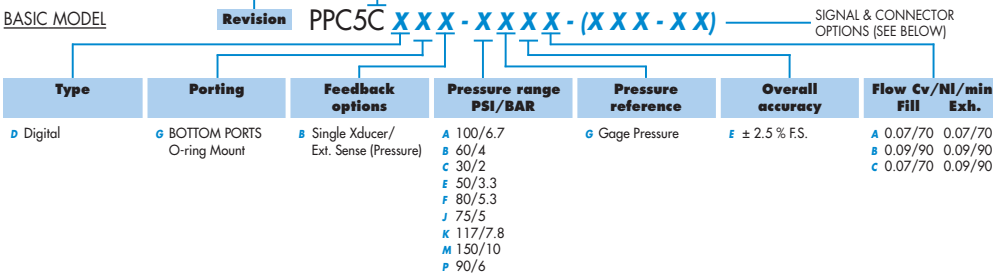 BASIC MODEL
Revision
PPC5C X X X - X X X X - (X X X - X X)
SIGNAL & CONNECTOR
OPTIONS (SEE BELOW)
Type
D Digital
Porting
G BOTTOM PORTS
O-ring Mount
Feedback
options
B Single Xducer/
Ext. Sense (Pressure)
Pressure range
PSI/BAR
A 100/6.7
B 60/4
C 30/2
E 50/3.3
F 80/5.3
J 75/5
K 117/7.8
M 150/10
P 90/6
Pressure
reference
G Gage Pressure
Overall
accuracy
E ± 2.5 % F.S.
Flow Cv/Nl/min
Fill Exh.
A 0.07/70 0.07/70
B 0.09/90 0.09/90
C 0.07/70 0.09/90